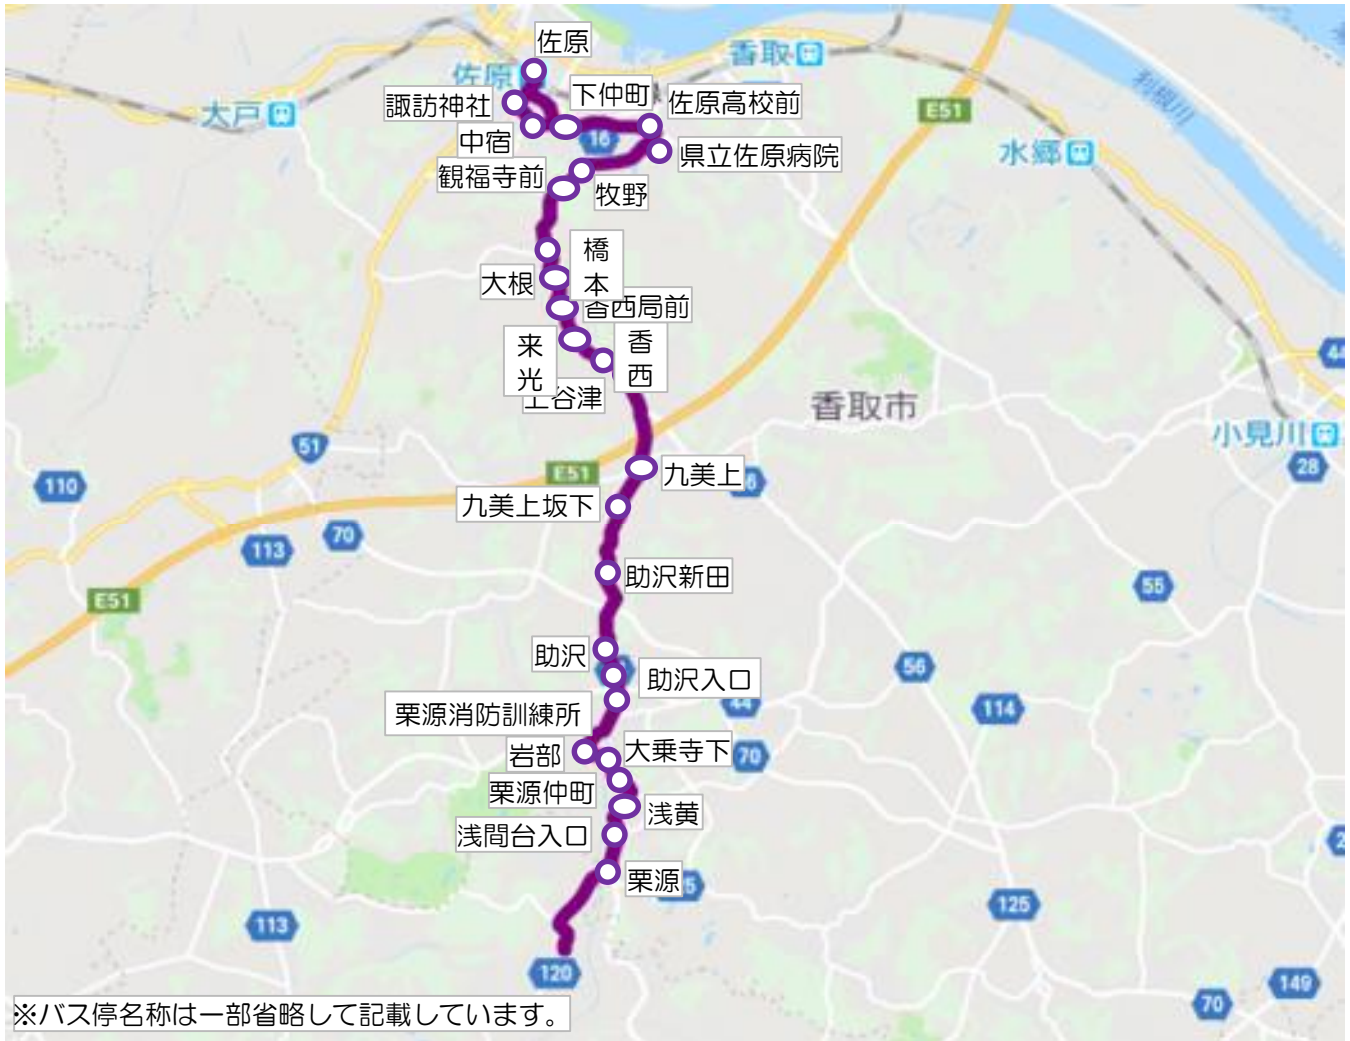 佐原
佐原
香取
大戸
諏訪神社
下仲町
佐原高校前
E51
利根川
中宿
16
水郷
県立佐原病院
観福寺前
牧野
橋
本
大根
香西局前
来
光
香
西
上谷津
44
香取市
小見川
51
28
110
E51
九美上
九美上坂下
70
113
助沢新田
55
E51
助沢
助沢入口
56
44
114
栗源消防訓練所
岩部
大乗寺下
70
栗源仲町
浅黄
浅間台入口
栗源
125
113
120
149
70
※バス停名称は一部省略して記載しています。